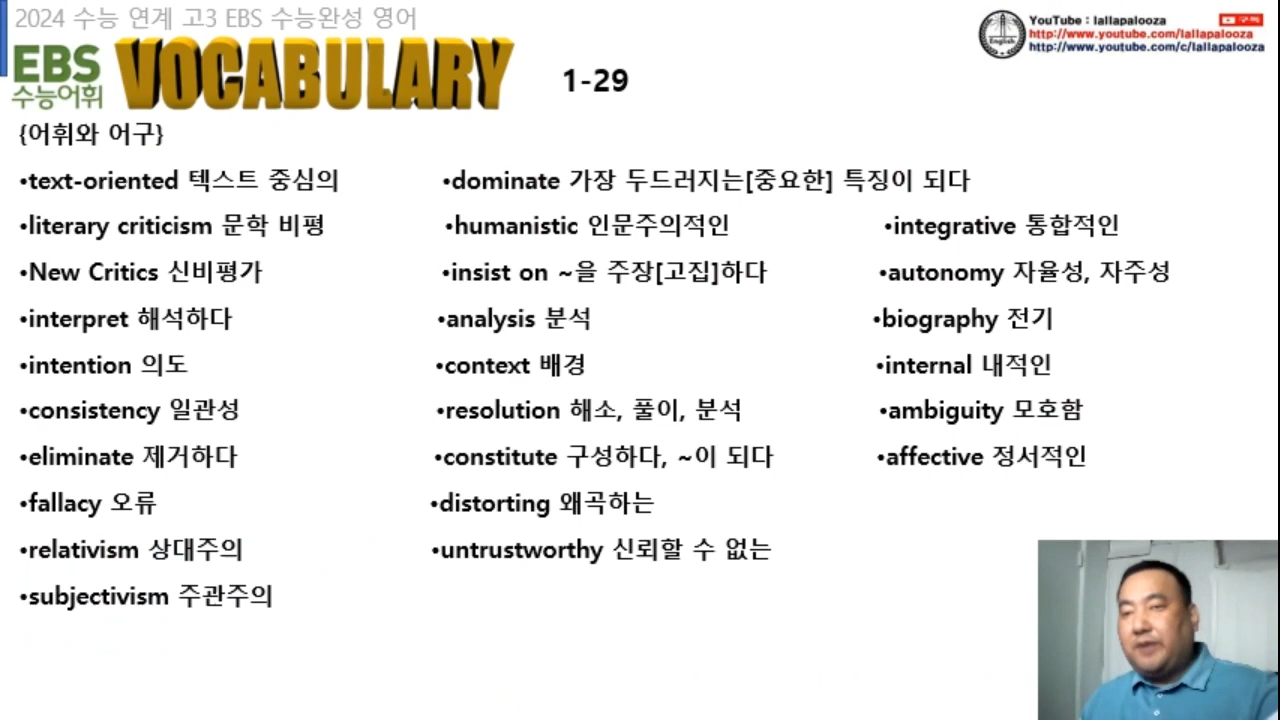 2024 수능 연계 고3 EBS 수능완성 영어
YouTube : lallapalooza 구독
http://www.youtube.com/lallapalooza
http://www.youtube.com/c/lallapalooza
English
EBS 수능어휘 VOCABULARY 1-29
{어휘와 어구}
•text-oriented 텍스트 중심의 •dominate 가장 두드러지는[중요한] 특징이 되다
•literary criticism 문학 비평 •humanistic 인문주의적인 •integrative 통합적인
•New Critics 신비평가 •insist on ~을 주장[고집]하다 •autonomy 자율성, 자주성
•interpret 해석하다 •analysis 분석 •biography 전기
•intention 의도 •context 배경 •internal 내적인
•consistency 일관성 •resolution 해소, 풀이, 분석 •ambiguity 모호함
•eliminate 제거하다 •constitute 구성하다, ~이 되다 •affective 정서적인
•fallacy 오류 •distorting 왜곡하는
•relativism 상대주의 •untrustworthy 신뢰할 수 없는
•subjectivism 주관주의